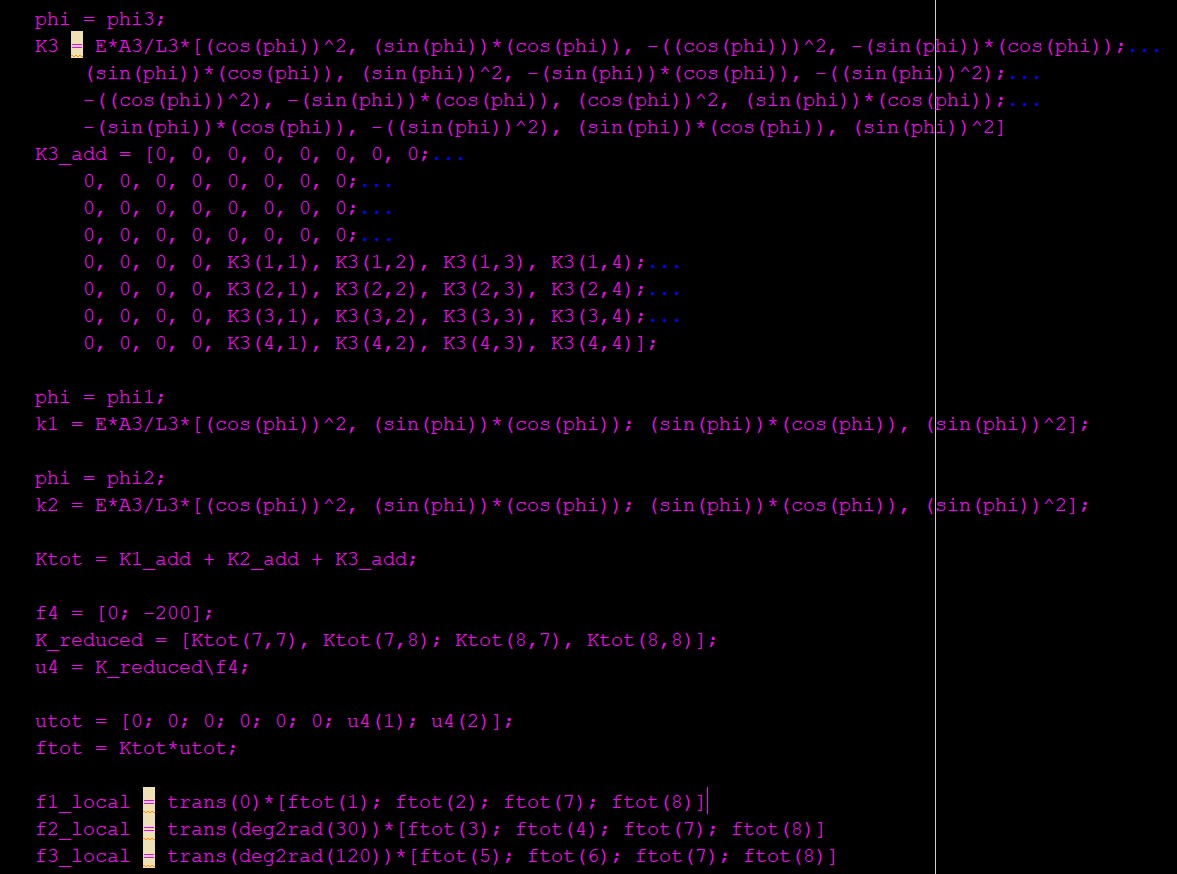 phi = phi3;
K3 = E*A3/L3*[(cos(phi))^2, (sin(phi))*(cos(phi)), -((cos(phi)))^2, -(sin(phi))*(cos(phi));...
(sin(phi))*(cos(phi)), (sin(phi))^2, -(sin(phi))*(cos(phi)), -((sin(phi))^2);...
-((cos(phi))^2), -(sin(phi))*(cos(phi)), (cos(phi))^2, (sin(phi))*(cos(phi));...
-(sin(phi))*(cos(phi)), -((sin(phi))^2), (sin(phi))*(cos(phi)), (sin(phi))^2]
K3_add = [0, 0, 0, 0, 0, 0, 0, 0;...
0, 0, 0, 0, 0, 0, 0, 0;...
0, 0, 0, 0, 0, 0, 0, 0;...
0, 0, 0, 0, 0, 0, 0, 0;...
0, 0, 0, 0, K3(1,1), K3(1,2), K3(1,3), K3(1,4);...
0, 0, 0, 0, K3(2,1), K3(2,2), K3(2,3), K3(2,4);...
0, 0, 0, 0, K3(3,1), K3(3,2), K3(3,3), K3(3,4);...
0, 0, 0, 0, K3(4,1), K3(4,2), K3(4,3), K3(4,4)];
phi = phi1;
k1 = E*A3/L3*[(cos(phi))^2, (sin(phi))*(cos(phi)); (sin(phi))*(cos(phi)), (sin(phi))^2];
phi = phi2;
k2 = E*A3/L3*[(cos(phi))^2, (sin(phi))*(cos(phi)); (sin(phi))*(cos(phi)), (sin(phi))^2];
Ktot = K1_add + K2_add + K3_add;
f4 = [0; -200];
K_reduced = [Ktot(7,7), Ktot(7,8); Ktot(8,7), Ktot(8,8)];
u4 = K_reduced\f4;
utot = [0; 0; 0; 0; 0; 0; u4(1); u4(2)];
ftot = Ktot*utot;
f1_local = trans(0)*[ftot(1); ftot(2); ftot(7); ftot(8)]
f2_local = trans(deg2rad(30))*[ftot(3); ftot(4); ftot(7); ftot(8)]
f3_local = trans(deg2rad(120))*[ftot(5); ftot(6); ftot(7); ftot(8)]